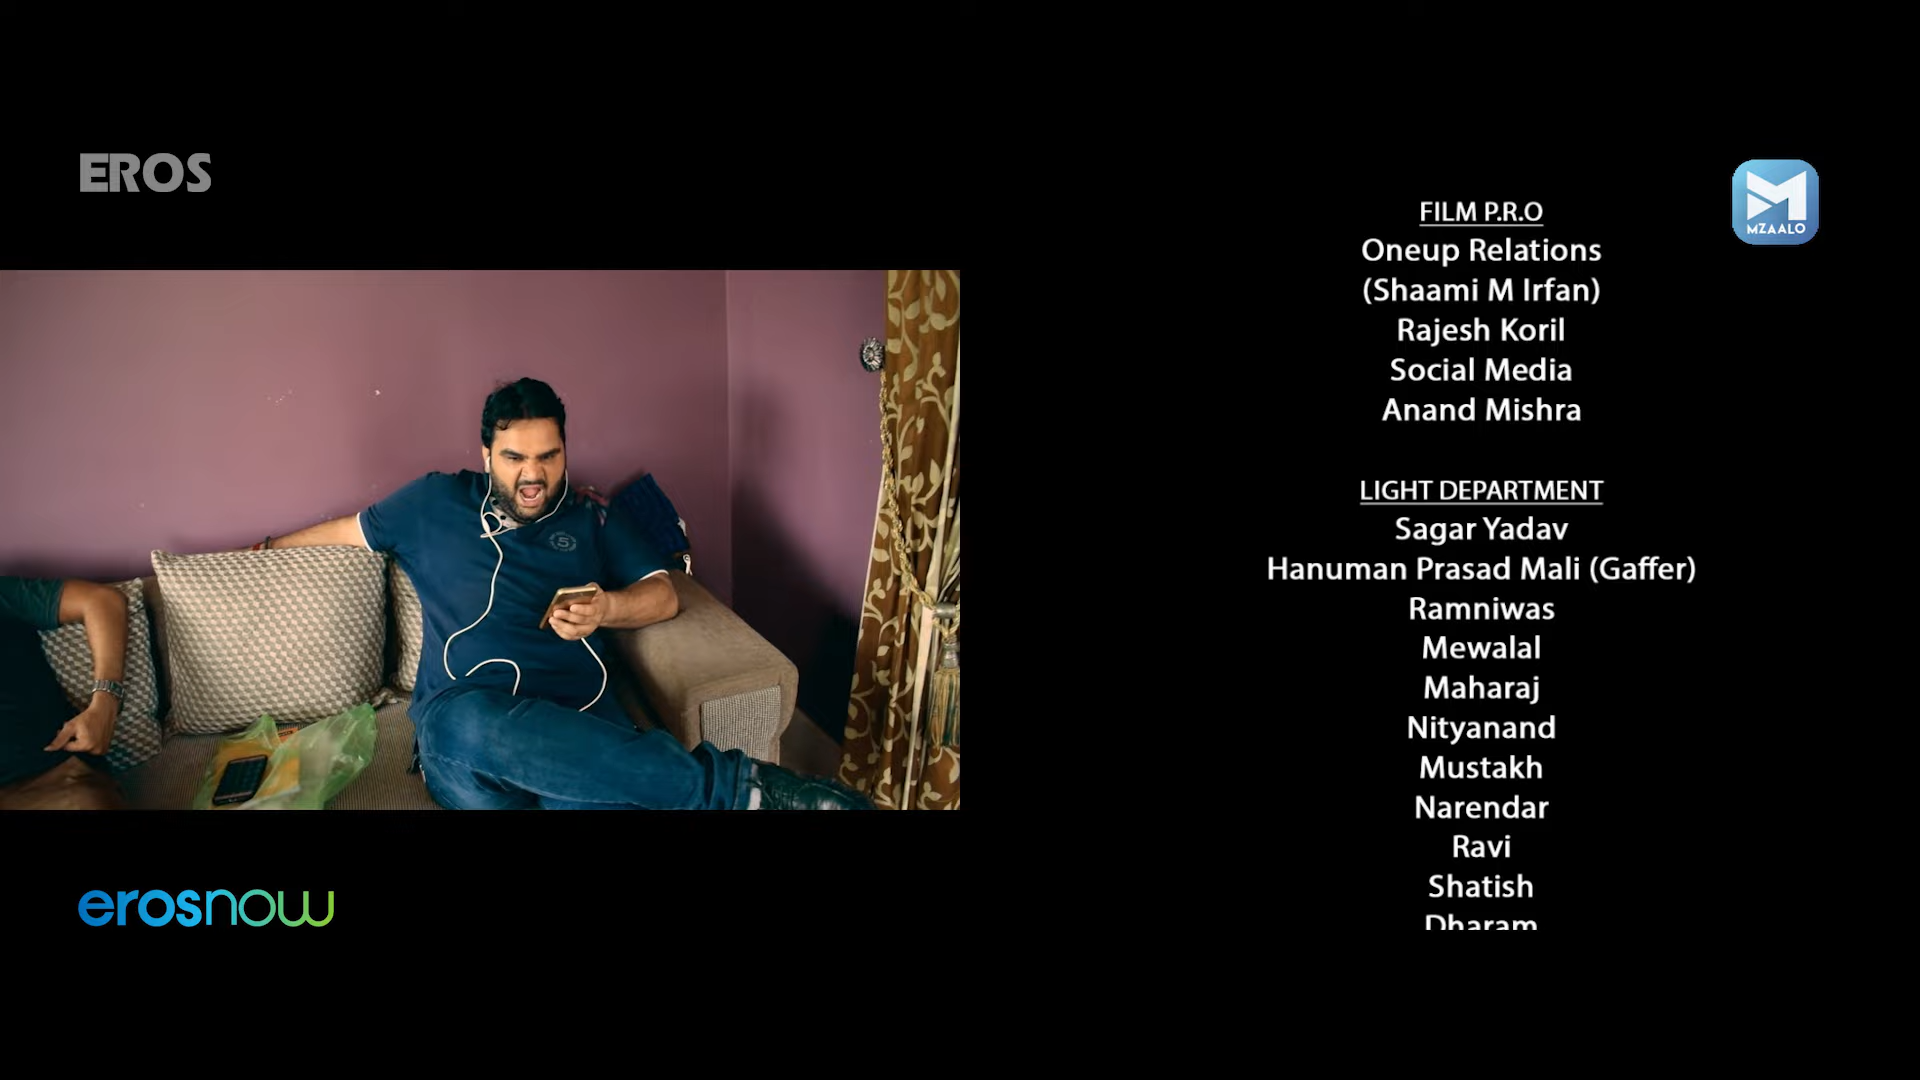 EROS
MZAALO
FILM P.R.O
Oneup Relations
(Shaami M Irfan)
Rajesh Koril
Social Media
Anand Mishra
LIGHT DEPARTMENT
Sagar Yadav
Hanuman Prasad Mali (Gaffer)
Ramniwas
Mewalal
Maharaj
Nityanand
Mustakh
Narendar
Ravi
Shatish
Dharam
5
erosnow